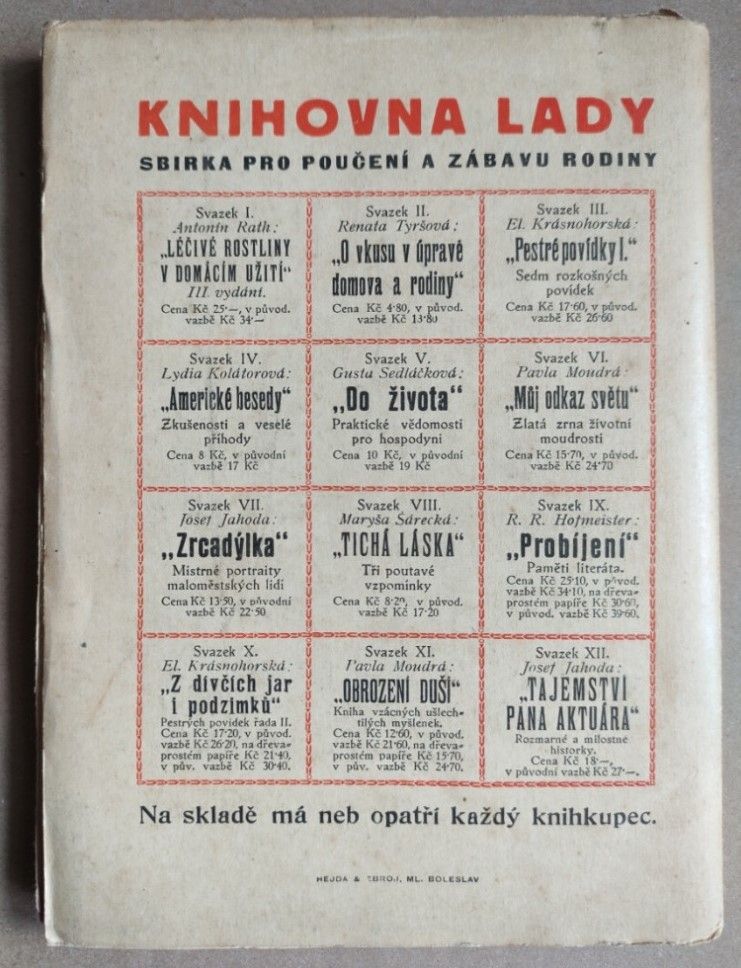 KNIHOVNA LADY
SBIRKA PRO POUČENÍ A ZÁBAVU RODINY
Svazek I.
Antonín Rath:
„LÉČIVÉ ROSTLINY
V DOMÁCÍM UŽITÍ“
III. vydání.
Cena Kč 25·—, v původ.
vazbě Kč 34·—
Svazek II.
Renata Tyršová:
„O vkusu v úpravě
domova a rodiny“
Cena Kč 4·80, v původ.
vazbě Kč 13·80
Svazek III.
El. Krásnohorská:
„Pestré povídky I.“
Sedm rozkošných
povídek
Cena Kč 17·60, v původ.
vazbě Kč 26·60
Svazek IV.
Lydia Kolátorová:
„Americké besedy“
Zkušenosti a veselé
příhody
Cena 8 Kč, v původní
vazbě 17 Kč
Svazek V.
Gusta Sedláčková:
„Do života“
Praktické vědomosti
pro hospodyni
Cena 10 Kč, v původní
vazbě 19 Kč
Svazek VI.
Pavla Moudrá:
„Můj odkaz světu“
Zlatá zrna životní
moudrosti
Cena Kč 15·70, v původ.
vazbě Kč 24·70
Svazek VII.
Josef Jahoda:
„Zrcadýlka“
Mistrné portraity
maloměstských lidí
Cena Kč 13·50, v původní
vazbě Kč 22·50
Svazek VIII.
Maryša Šárecká:
„TICHÁ LÁSKA“
Tři poutavé
vzpomínky
Cena Kč 8·20, v původ.
vazbě Kč 17·20
Svazek IX.
R. R. Hofmeister:
„Probíjení“
Paměti literáta.
Cena Kč 25·10, v původ.
vazbě Kč 34·10, na dřeva-
prostém papíře Kč 30·60,
v původ. vazbě Kč 39·60.
Svazek X.
El. Krásnohorská:
„Z dívčích jar
i podzimků“
Pestrých povídek řada II.
Cena Kč 17·20, v původ.
vazbě Kč 26·20, na dřeva-
prostém papíře Kč 21·40,
v pův. vazbě Kč 30·40.
Svazek XI.
Pavla Moudrá:
„OBROZENÍ DUŠÍ“
Kniha vzácných ušlech-
tilých myšlenek.
Cena Kč 12·60, v původ.
vazbě Kč 21·60, na dřeva-
prostém papíře Kč 15·70,
v pův. vazbě Kč 24·70.
Svazek XII.
Josef Jahoda:
„TAJEMSTVÍ
PANA AKTUÁRA“
Rozmarné a milostné
historky.
Cena Kč 18·—,
v původní vazbě Kč 27·—.
Na skladě má neb opatří každý knihkupec.
HEJDA & ZBROJ, ML. BOLESLAV